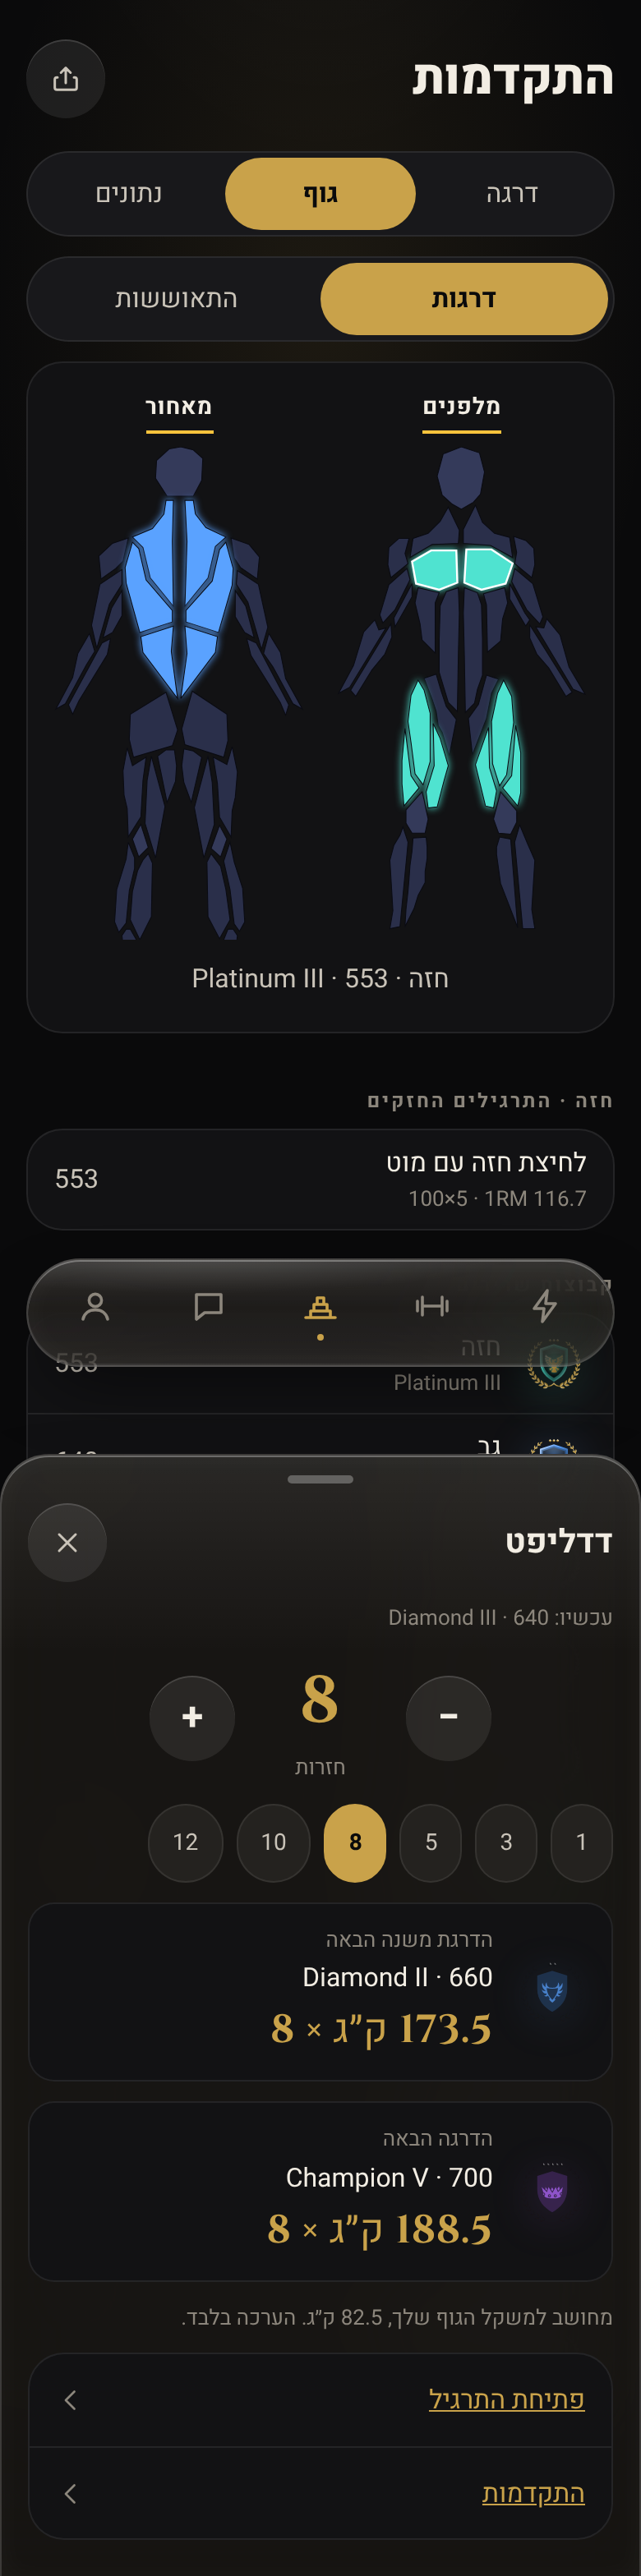 התקדמות
דרגה גוף נתונים
דרגות התאוששות
מלפנים מאחור
חזה · 553 · Platinum III
חזה · התרגילים החזקים
לחיצת חזה עם מוט 553
100×5 · 1RM 116.7
חזה 553
Platinum III
גב
דדליפט
עכשיו: 640 · Diamond III
− 8 +
חזרות
1 3 5 8 10 12
הדרגת משנה הבאה
Diamond II · 660
173.5 ק״ג × 8
הדרגה הבאה
Champion V · 700
188.5 ק״ג × 8
מחושב למשקל הגוף שלך, 82.5 ק״ג. הערכה בלבד.
פתיחת התרגיל
התקדמות